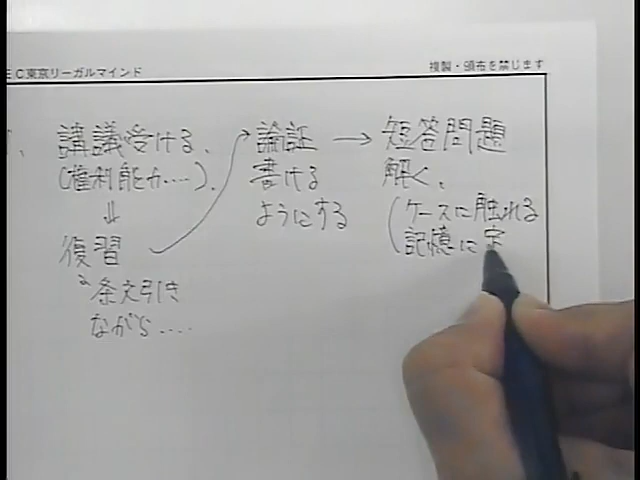 EC東京リーガルマインド
複製・頒布を禁じます
講議受ける、
(権利能力……)、
⇓
復習
条文引き
ながら……
論証
書ける
ようにする
→
短答問題
解く、
(ケースに触れる
記憶に定